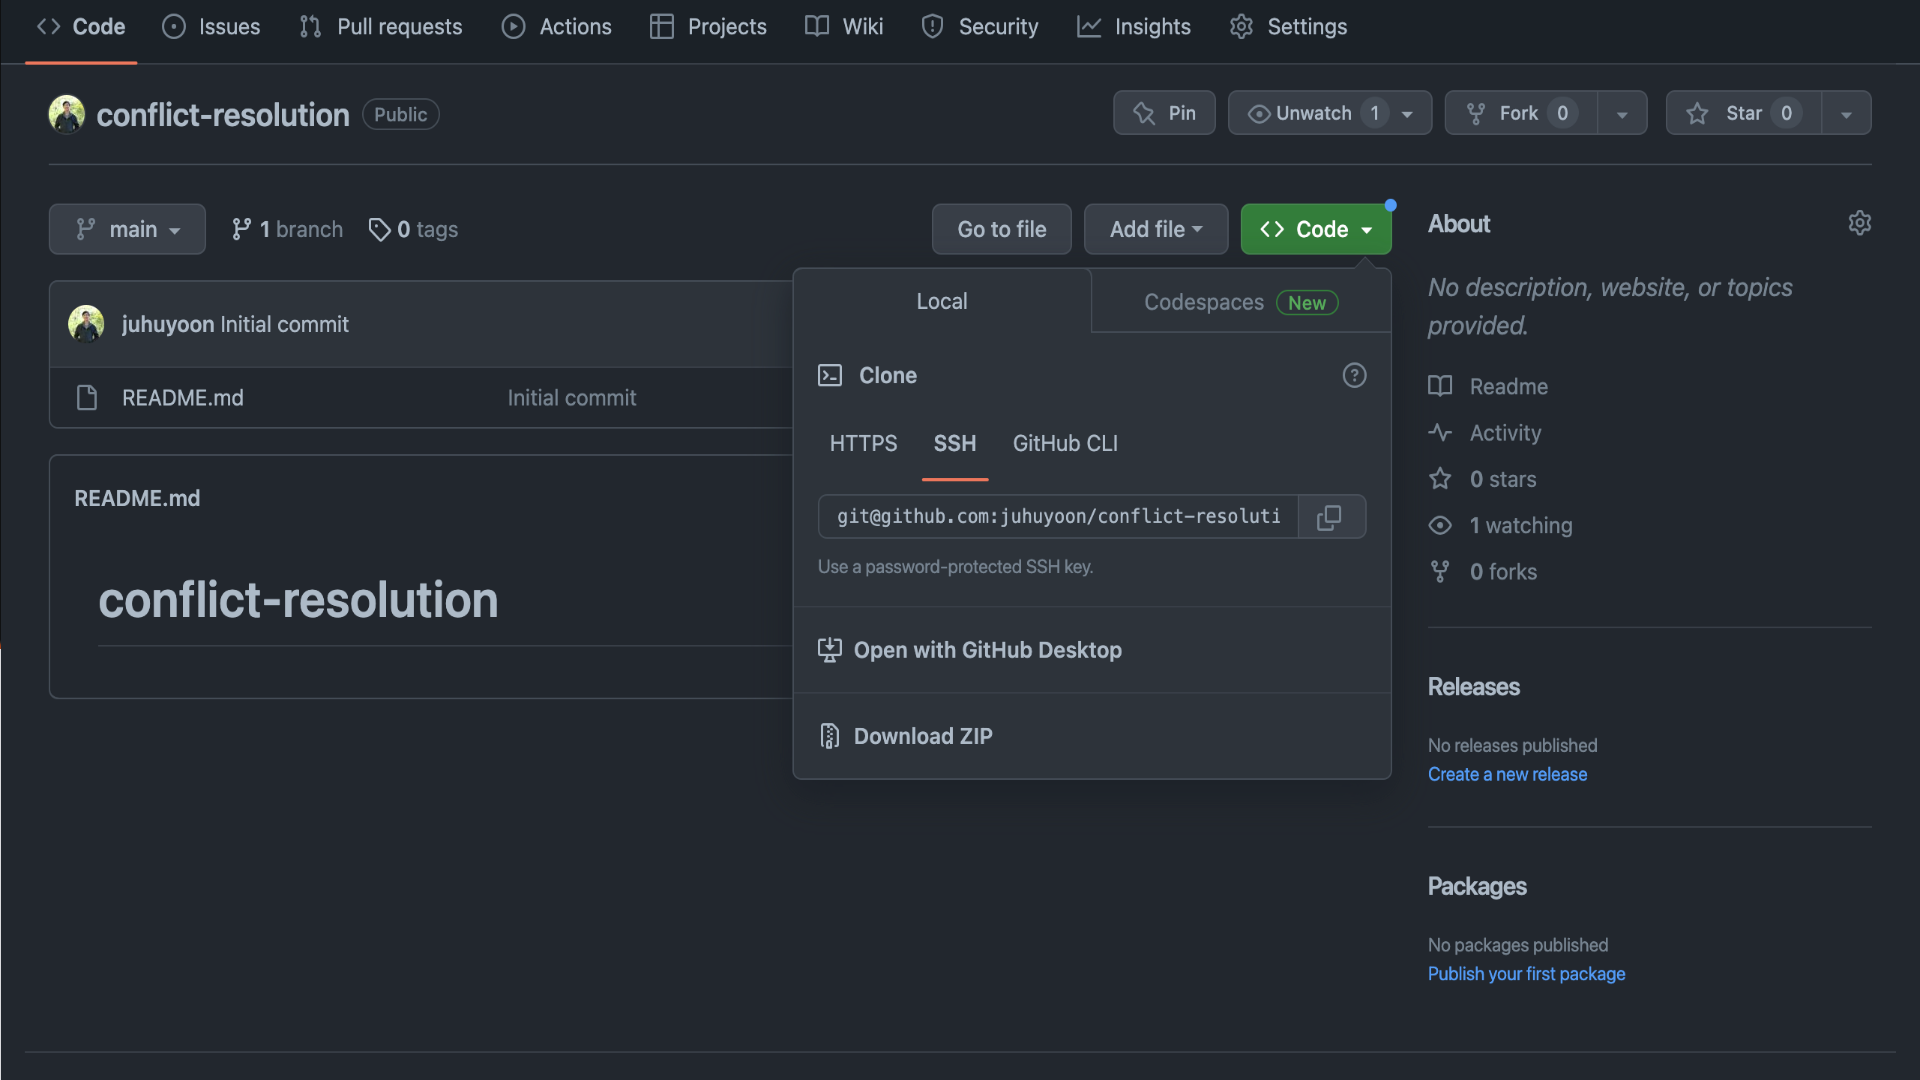 Code Issues Pull requests Actions Projects Wiki Security Insights Settings
conflict-resolution Public Pin Unwatch 1 Fork 0 Star 0
main 1 branch 0 tags Go to file Add file Code
juhuyoon Initial commit
README.md Initial commit
README.md
conflict-resolution
Local Codespaces New
Clone
HTTPS SSH GitHub CLI
git@github.com:juhuyoon/conflict-resoluti
Use a password-protected SSH key.
Open with GitHub Desktop
Download ZIP
About
No description, website, or topics
provided.
Readme
Activity
0 stars
1 watching
0 forks
Releases
No releases published
Create a new release
Packages
No packages published
Publish your first package